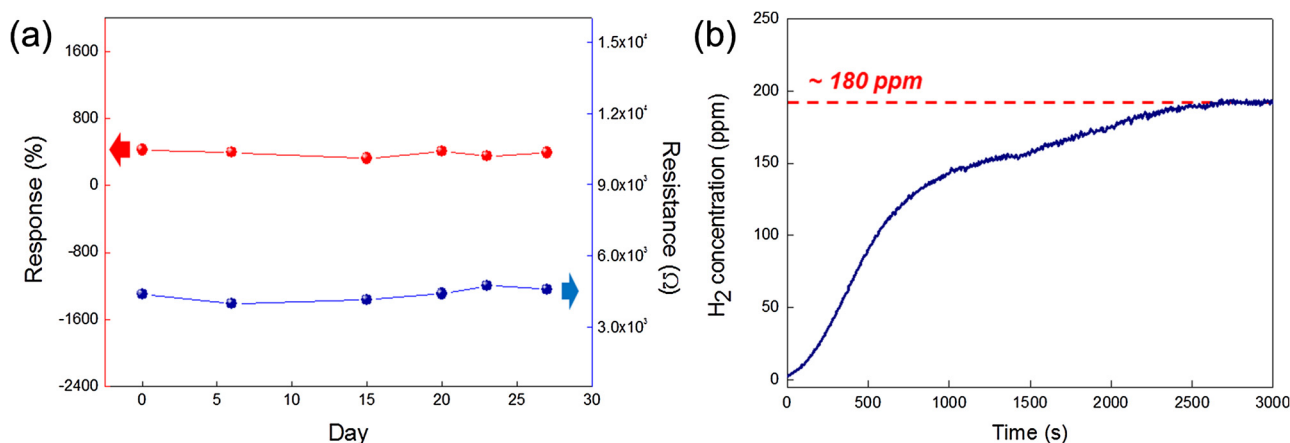 (a)
Response (%)
1600
800
0
-800
-1600
-2400
0 5 10 15 20 25 30
Day
1.5x10⁴
1.2x10⁴
9.0x10³
6.0x10³
3.0x10³
Resistance (Ω)
(b)
H₂ concentration (ppm)
250
200
150
100
50
0
~ 180 ppm
0 500 1000 1500 2000 2500 3000
Time (s)